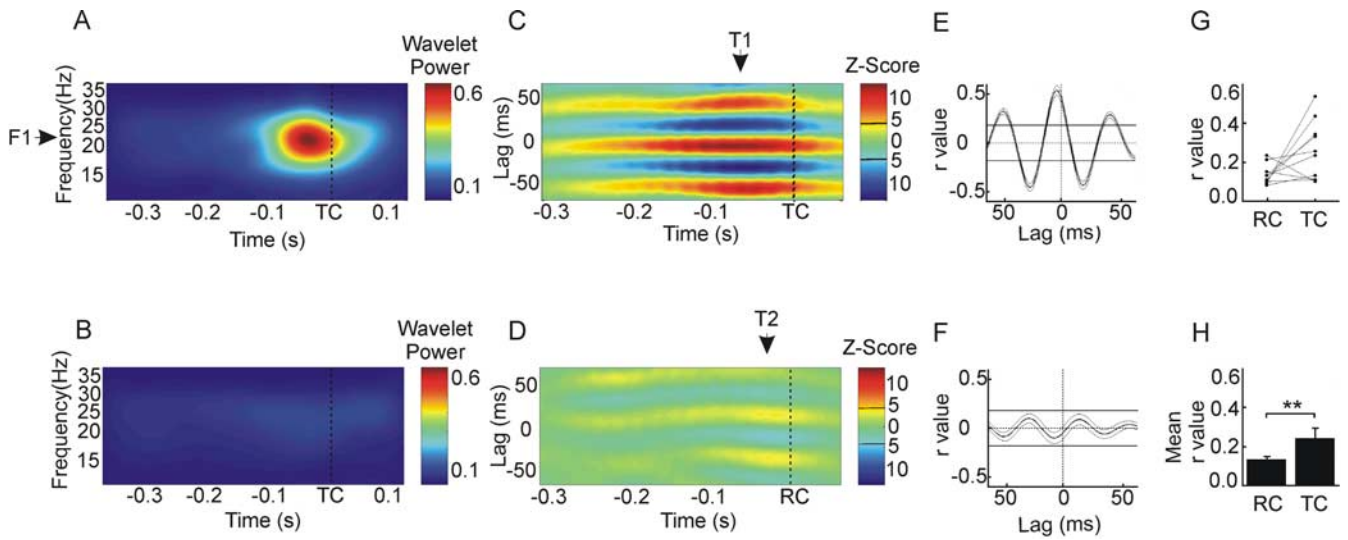 A
Wavelet
Power
Frequency(Hz)
35
30
25
20
15
F1
0.6
0.1
-0.3 -0.2 -0.1 TC 0.1
Time (s)
C
T1
Z-Score
Lag (ms)
50
0
-50
10
5
0
5
10
-0.3 -0.2 -0.1 TC
Time (s)
E
r value
0.5
0
-0.5
50 0 50
Lag (ms)
G
r value
0.6
0.4
0.2
0.0
RC TC
B
Wavelet
Power
Frequency(Hz)
35
30
25
20
15
0.6
0.1
-0.3 -0.2 -0.1 TC 0.1
Time (s)
D
T2
Z-Score
Lag (ms)
50
0
-50
10
5
0
5
10
-0.3 -0.2 -0.1 RC
Time (s)
F
r value
0.5
0
-0.5
50 0 50
Lag (ms)
H
Mean
r value
0.6
0.4
0.2
0.0
**
RC TC